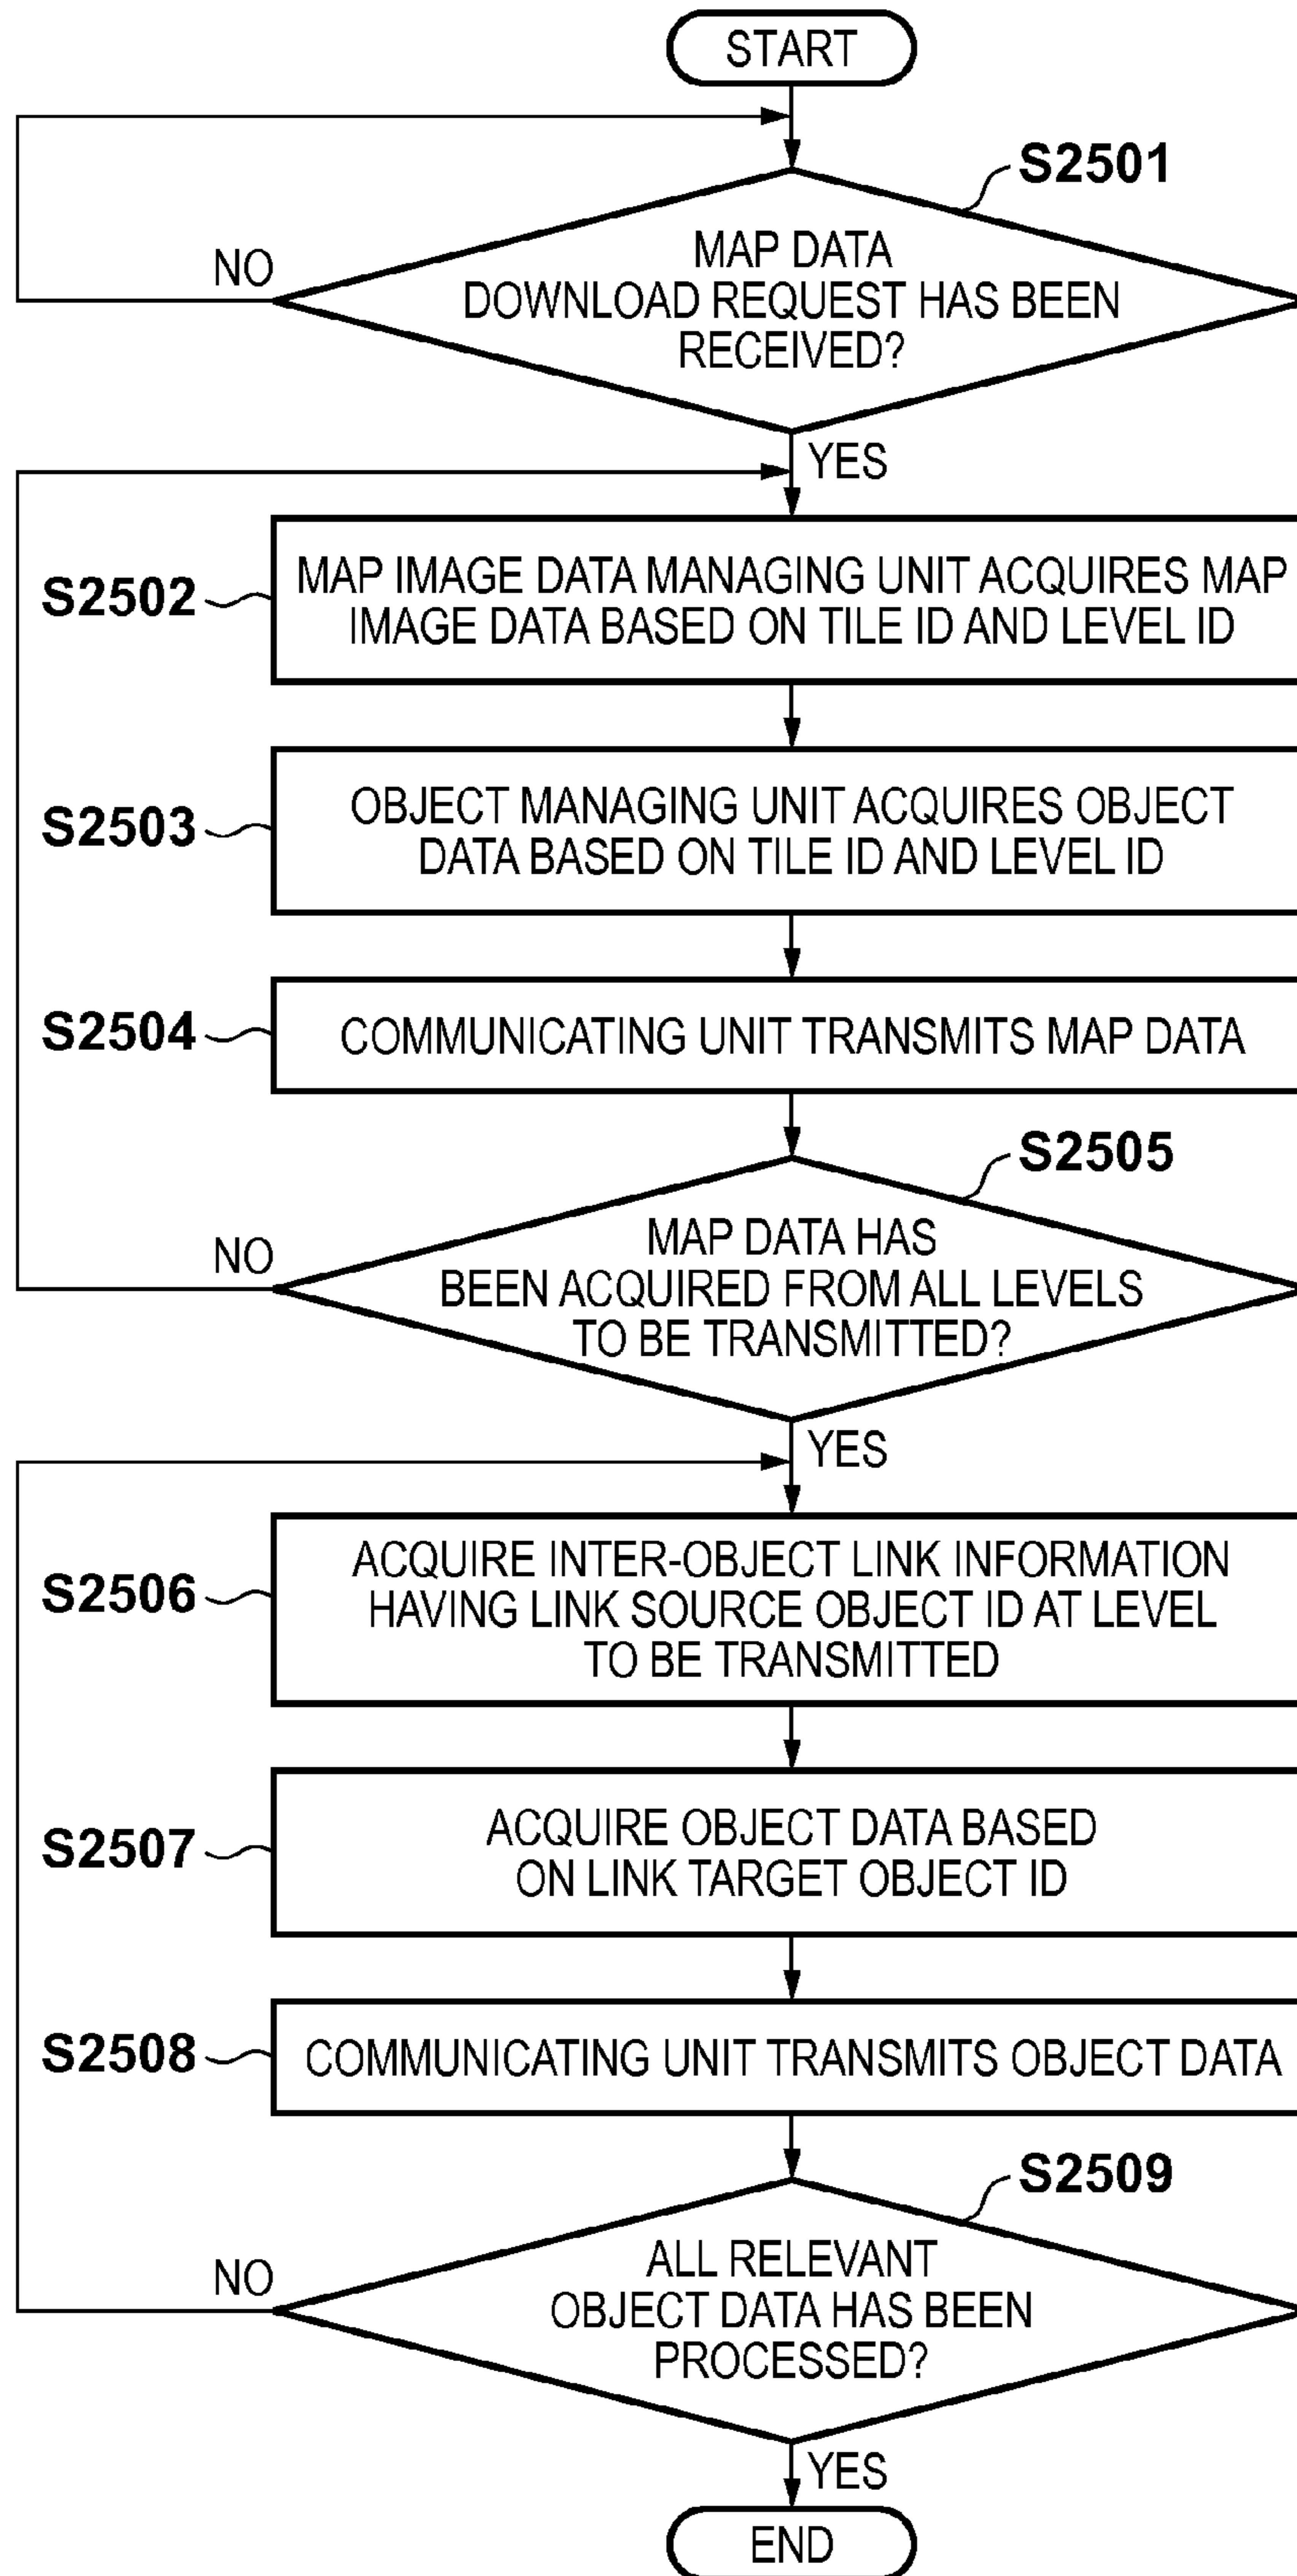 START
S2501
MAP DATA
DOWNLOAD REQUEST HAS BEEN
RECEIVED?
NO
YES
S2502
MAP IMAGE DATA MANAGING UNIT ACQUIRES MAP
IMAGE DATA BASED ON TILE ID AND LEVEL ID
S2503
OBJECT MANAGING UNIT ACQUIRES OBJECT
DATA BASED ON TILE ID AND LEVEL ID
S2504
COMMUNICATING UNIT TRANSMITS MAP DATA
S2505
MAP DATA HAS
BEEN ACQUIRED FROM ALL LEVELS
TO BE TRANSMITTED?
NO
YES
S2506
ACQUIRE INTER-OBJECT LINK INFORMATION
HAVING LINK SOURCE OBJECT ID AT LEVEL
TO BE TRANSMITTED
S2507
ACQUIRE OBJECT DATA BASED
ON LINK TARGET OBJECT ID
S2508
COMMUNICATING UNIT TRANSMITS OBJECT DATA
S2509
ALL RELEVANT
OBJECT DATA HAS BEEN
PROCESSED?
NO
YES
END